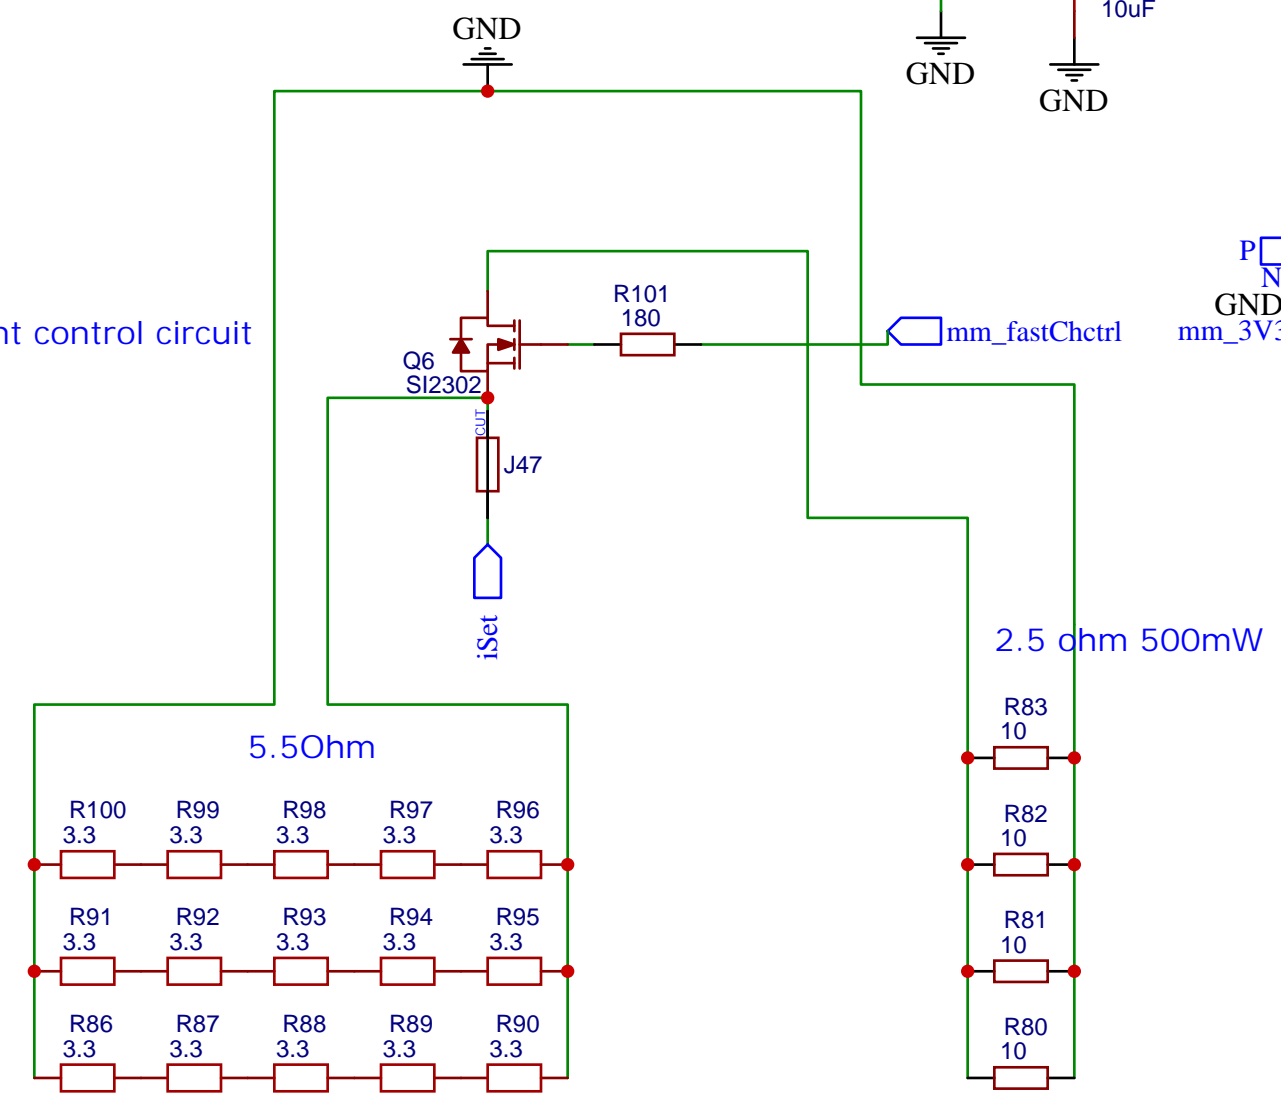 10uF
GND
GND
GND
P
N
GND
mm_3V3
R101
180
mm_fastChctrl
nt control circuit
Q6
SI2302
CUT
J47
iSet
2.5 ohm 500mW
5.5Ohm
R83
10
R100 R99 R98 R97 R96
3.3 3.3 3.3 3.3 3.3
R82
10
R91 R92 R93 R94 R95
3.3 3.3 3.3 3.3 3.3
R81
10
R86 R87 R88 R89 R90
3.3 3.3 3.3 3.3 3.3
R80
10